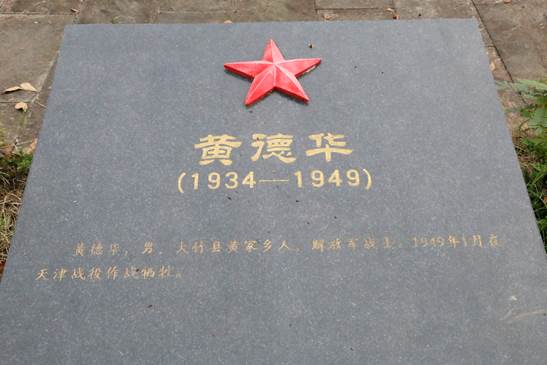 黄德华
(1934—1949)
黄德华，男，大竹县黄家乡人，解放军战士，1949年1月在
天津战役作战牺牲。